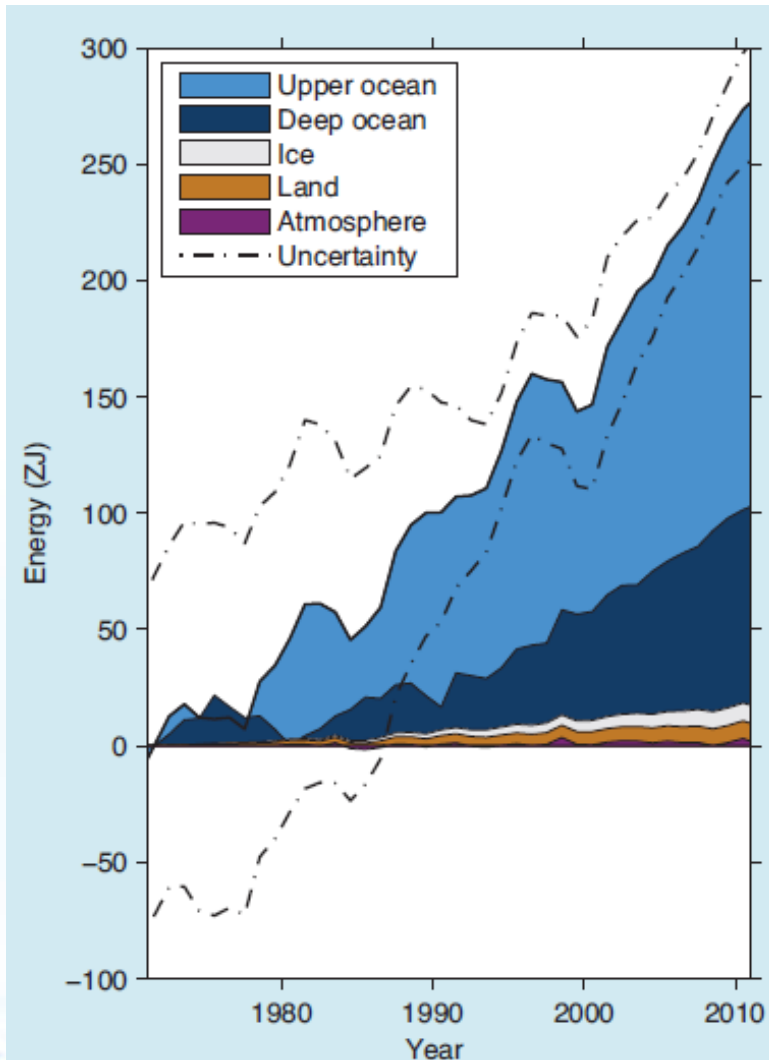 300
250
200
150
100
50
0
−50
−100
Energy (ZJ)
Upper ocean
Deep ocean
Ice
Land
Atmosphere
Uncertainty
1980 1990 2000 2010
Year